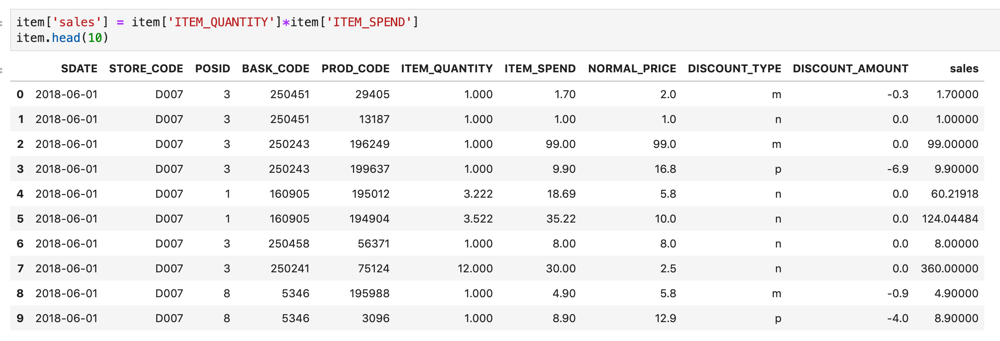 item['sales'] = item['ITEM_QUANTITY']*item['ITEM_SPEND']
item.head(10)
SDATE STORE_CODE POSID BASK_CODE PROD_CODE ITEM_QUANTITY ITEM_SPEND NORMAL_PRICE DISCOUNT_TYPE DISCOUNT_AMOUNT sales
0 2018-06-01 D007 3 250451 29405 1.000 1.70 2.0 m -0.3 1.70000
1 2018-06-01 D007 3 250451 13187 1.000 1.00 1.0 n 0.0 1.00000
2 2018-06-01 D007 3 250243 196249 1.000 99.00 99.0 m 0.0 99.00000
3 2018-06-01 D007 3 250243 199637 1.000 9.90 16.8 p -6.9 9.90000
4 2018-06-01 D007 1 160905 195012 3.222 18.69 5.8 n 0.0 60.21918
5 2018-06-01 D007 1 160905 194904 3.522 35.22 10.0 n 0.0 124.04484
6 2018-06-01 D007 3 250458 56371 1.000 8.00 8.0 n 0.0 8.00000
7 2018-06-01 D007 3 250241 75124 12.000 30.00 2.5 n 0.0 360.00000
8 2018-06-01 D007 8 5346 195988 1.000 4.90 5.8 m -0.9 4.90000
9 2018-06-01 D007 8 5346 3096 1.000 8.90 12.9 p -4.0 8.90000